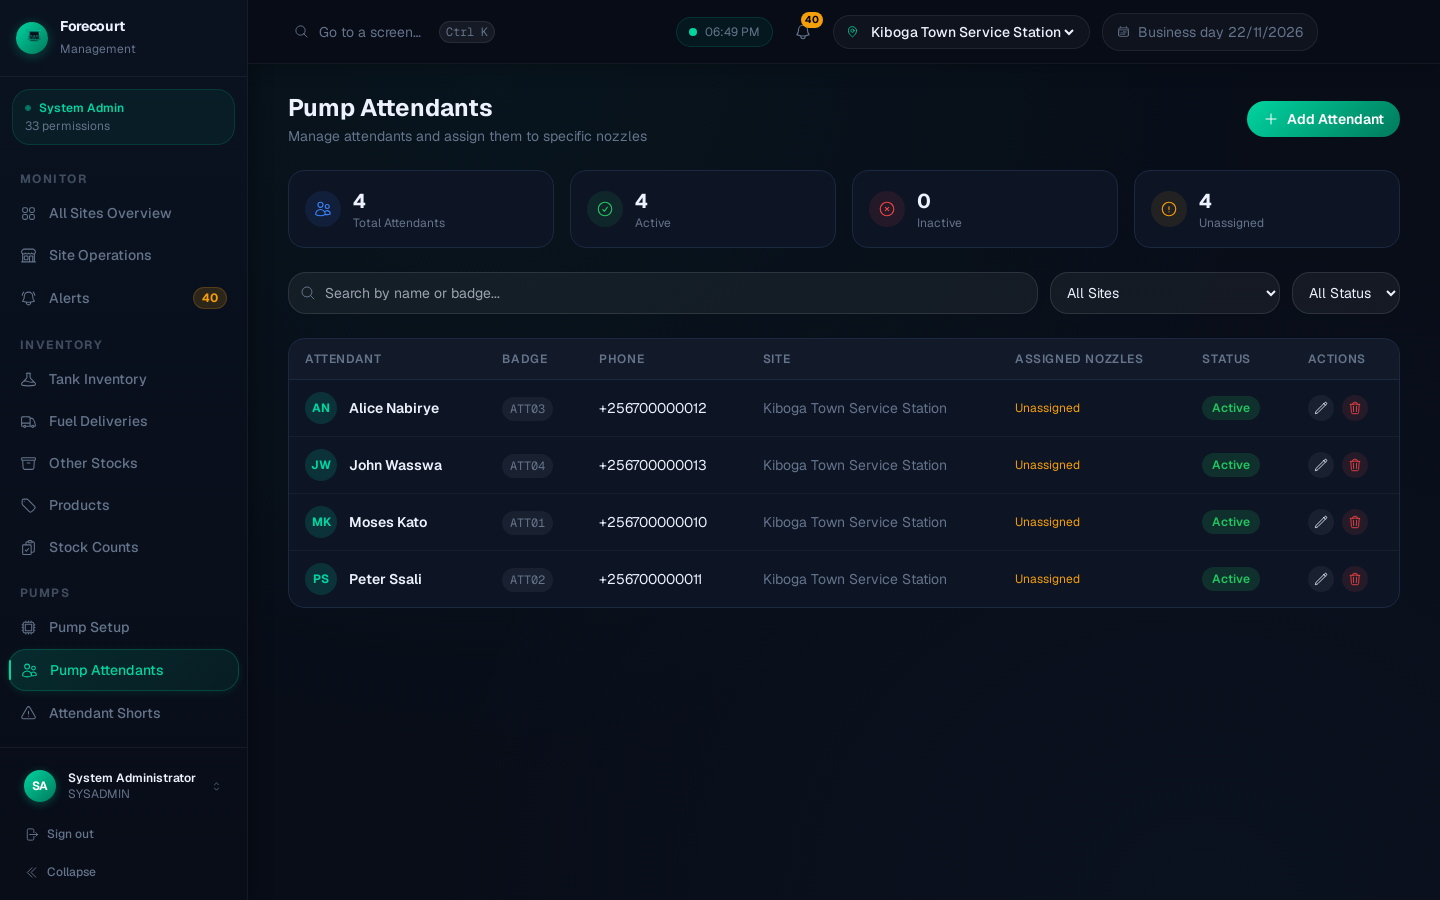 Forecourt
Management
System Admin
33 permissions
MONITOR
All Sites Overview
Site Operations
Alerts
40
INVENTORY
Tank Inventory
Fuel Deliveries
Other Stocks
Products
Stock Counts
PUMPS
Pump Setup
Pump Attendants
Attendant Shorts
SA
System Administrator
SYSADMIN
Sign out
Collapse
Go to a screen...
Ctrl K
06:49 PM
40
Kiboga Town Service Station
Business day 22/11/2026
Pump Attendants
Manage attendants and assign them to specific nozzles
Add Attendant
4
Total Attendants
4
Active
0
Inactive
4
Unassigned
Search by name or badge...
All Sites
All Status
ATTENDANT BADGE PHONE SITE ASSIGNED NOZZLES STATUS ACTIONS
AN Alice Nabirye ATT03 +256700000012 Kiboga Town Service Station Unassigned Active
JW John Wasswa ATT04 +256700000013 Kiboga Town Service Station Unassigned Active
MK Moses Kato ATT01 +256700000010 Kiboga Town Service Station Unassigned Active
PS Peter Ssali ATT02 +256700000011 Kiboga Town Service Station Unassigned Active